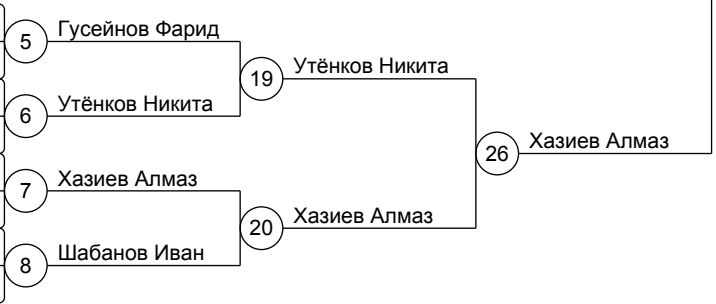 5 Гусейнов Фарид
19 Утёнков Никита
6 Утёнков Никита
26 Хазиев Алмаз
7 Хазиев Алмаз
20 Хазиев Алмаз
8 Шабанов Иван